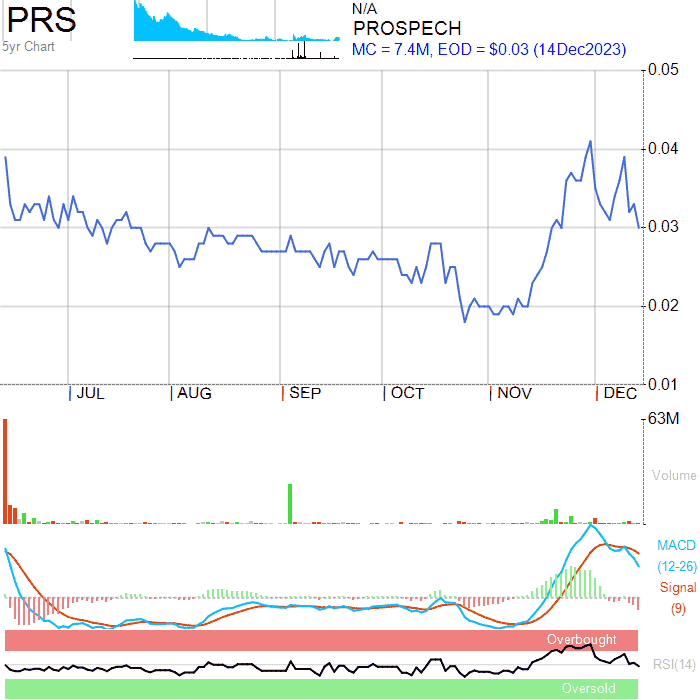 PRS
5yr Chart
N/A
PROSPECH
MC = 7.4M, EOD = $0.03 (14Dec2023)
0.05
0.04
0.03
0.02
0.01
JUL AUG SEP OCT NOV DEC
63M
Volume
MACD
(12-26)
Signal
(9)
Overbought
RSI(14)
Oversold